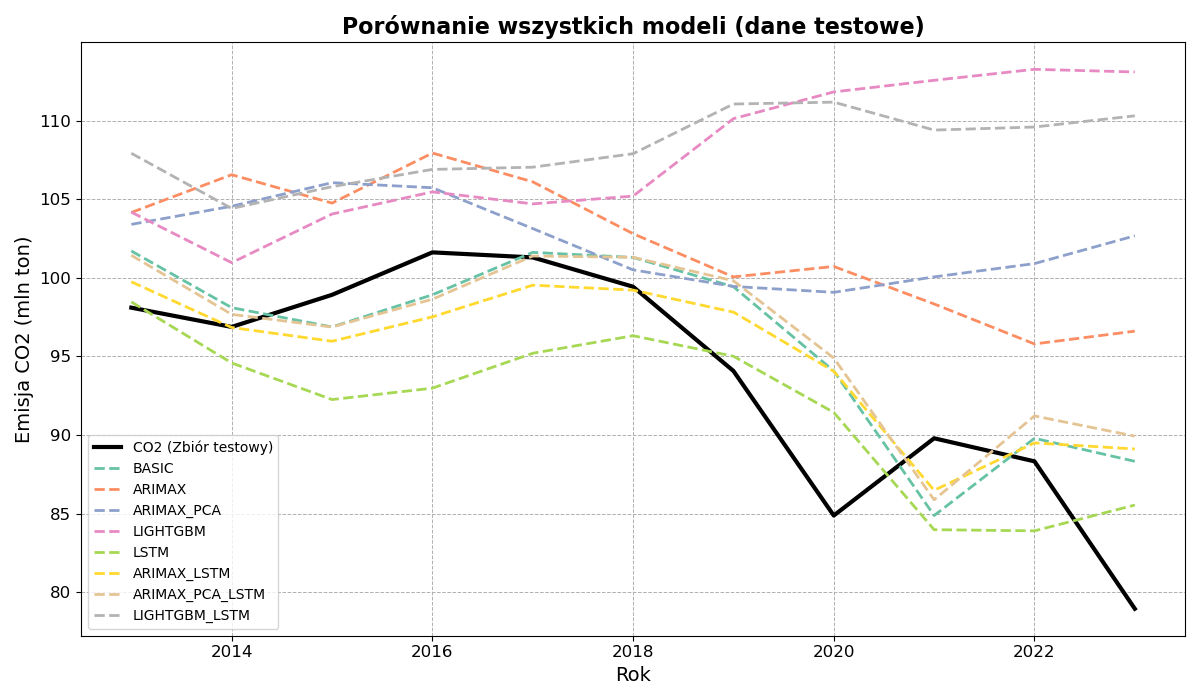 Porównanie wszystkich modeli (dane testowe)
Emisja CO2 (mln ton)
110
105
100
95
90
85
80
CO2 (Zbiór testowy)
BASIC
ARIMAX
ARIMAX_PCA
LIGHTGBM
LSTM
ARIMAX_LSTM
ARIMAX_PCA_LSTM
LIGHTGBM_LSTM
2014 2016 2018 2020 2022
Rok